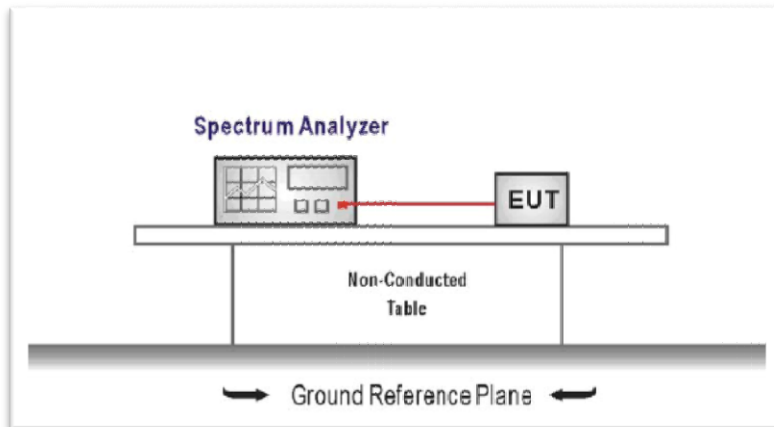 Spectrum Analyzer
EUT
Non-Conducted
Table
Ground Reference Plane